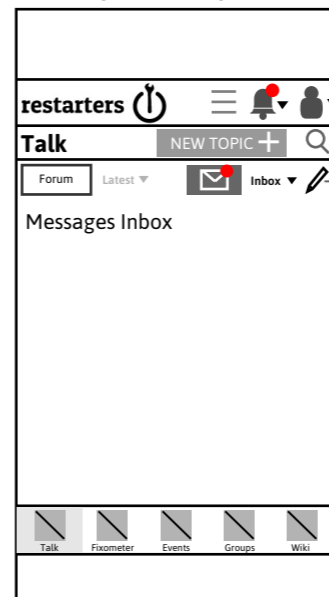 restarters
Talk NEW TOPIC
Forum Latest Inbox
Messages Inbox
Talk Fixometer Events Groups Wiki